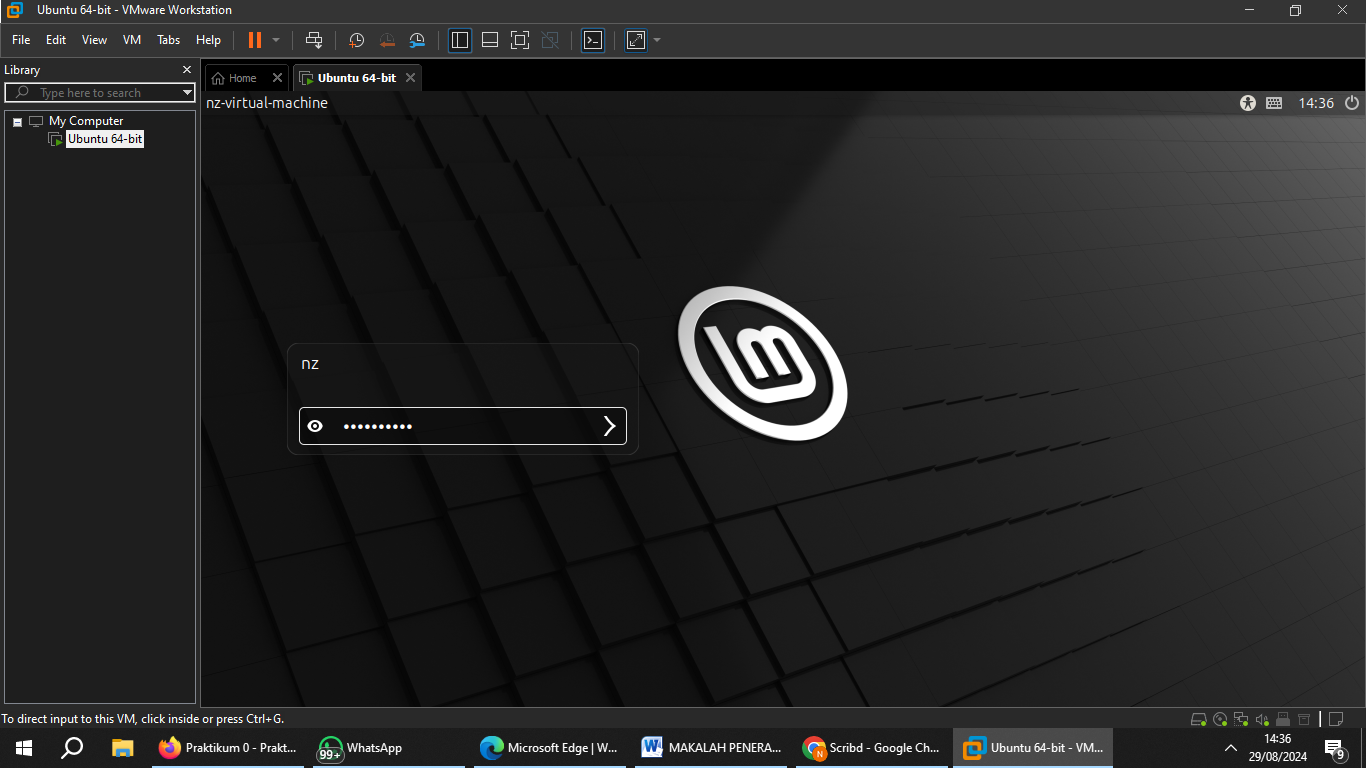 Ubuntu 64-bit - VMware Workstation
File Edit View VM Tabs Help
Library
Home
Ubuntu 64-bit
Type here to search
nz-virtual-machine
14:36
My Computer
Ubuntu 64-bit
nz
••••••••••
lm
To direct input to this VM, click inside or press Ctrl+G.
99+
Praktikum 0 - Prakt...
WhatsApp
Microsoft Edge | W...
MAKALAH PENERA...
N
Scribd - Google Ch...
Ubuntu 64-bit - VM...
14:36
29/08/2024
9